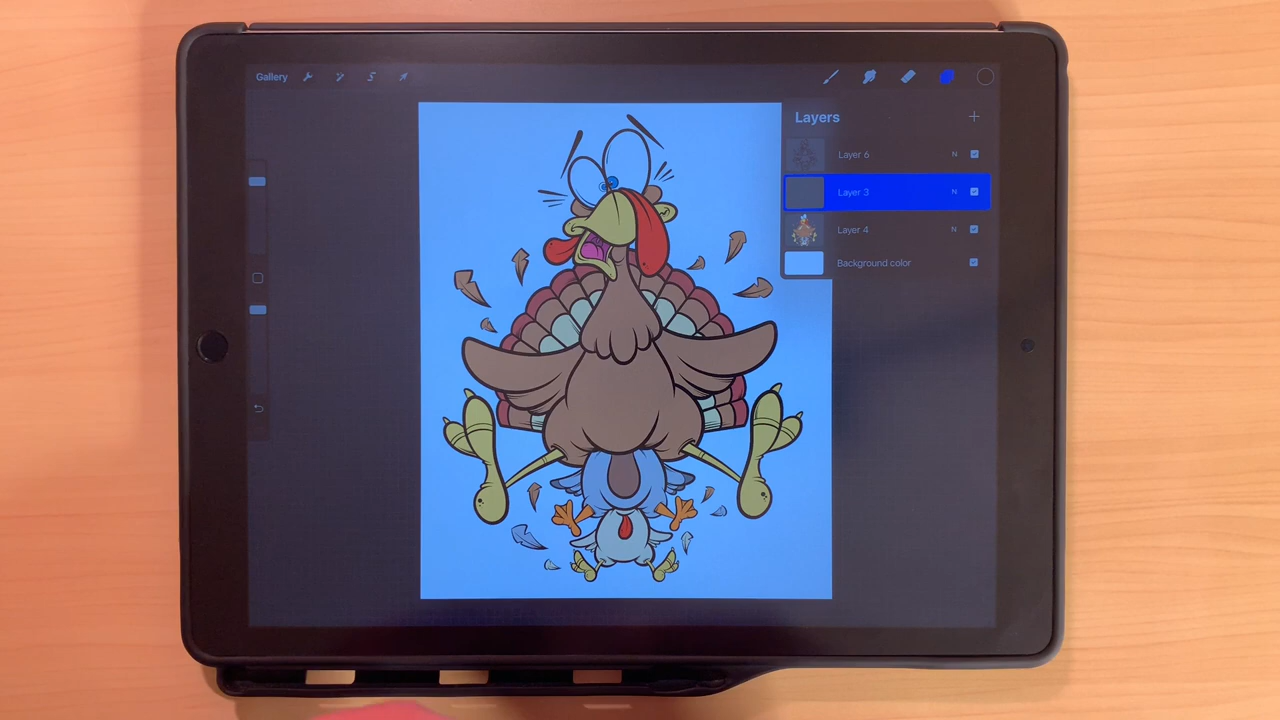 Gallery
Layers
Layer 6 N
Layer 3 N
Layer 4 N
Background color